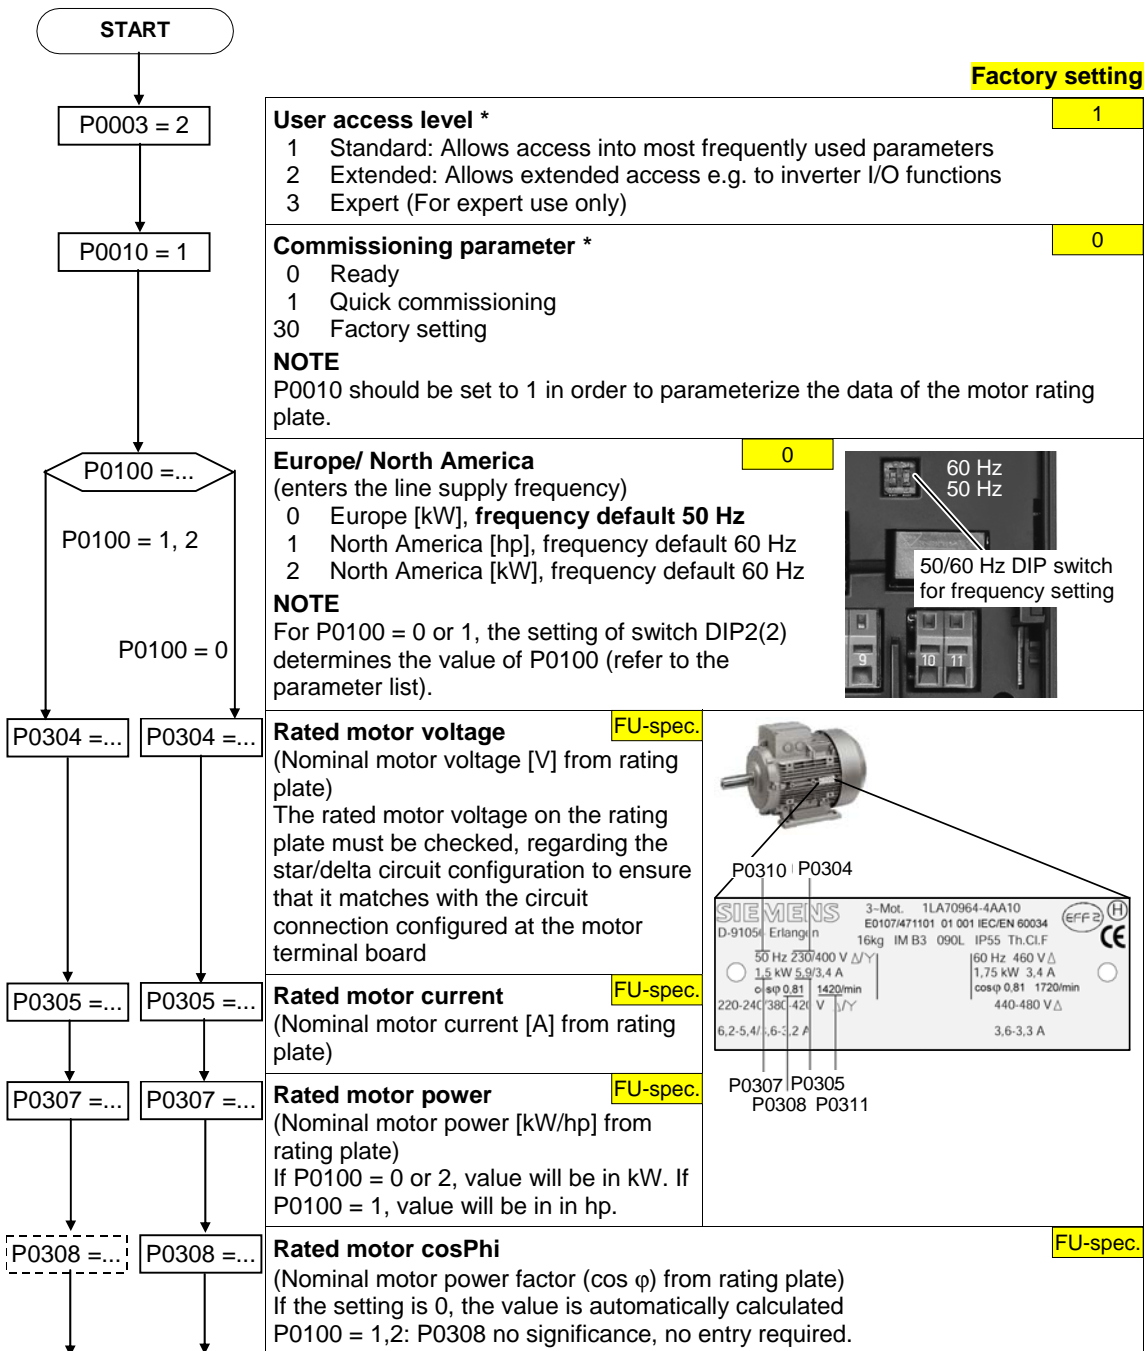 START
Factory setting
P0003 = 2
User access level *
1
1 Standard: Allows access into most frequently used parameters
2 Extended: Allows extended access e.g. to inverter I/O functions
3 Expert (For expert use only)
P0010 = 1
Commissioning parameter *
0
0 Ready
1 Quick commissioning
30 Factory setting
NOTE
P0010 should be set to 1 in order to parameterize the data of the motor rating
plate.
P0100 =...
P0100 = 1, 2
P0100 = 0
Europe/ North America
0
(enters the line supply frequency)
0 Europe [kW], frequency default 50 Hz
1 North America [hp], frequency default 60 Hz
2 North America [kW], frequency default 60 Hz
NOTE
For P0100 = 0 or 1, the setting of switch DIP2(2)
determines the value of P0100 (refer to the
parameter list).
60 Hz
50 Hz
50/60 Hz DIP switch
for frequency setting
9 10 11
P0304 =... P0304 =...
Rated motor voltage
FU-spec.
(Nominal motor voltage [V] from rating
plate)
The rated motor voltage on the rating
plate must be checked, regarding the
star/delta circuit configuration to ensure
that it matches with the circuit
connection configured at the motor
terminal board
P0310 P0304
SIEMENS
3~Mot. 1LA70964-4AA10
E0107/471101 01 001 IEC/EN 60034
EFF 2
H
CE
Erlangen
16kg IM B3 090L IP55 Th.Cl.F
50 Hz 230/400 V Δ/Y
60 Hz 460 V Δ
1,5 kW 5,9/3,4 A
1,75 kW 3,4 A
cosφ 0,81 1420/min
cosφ 0,81 1720/min
V Δ/Y
440-480 V Δ
3,6-3,3 A
P0307 P0305
P0308 P0311
P0305 =... P0305 =...
Rated motor current
FU-spec.
(Nominal motor current [A] from rating
plate)
P0307 =... P0307 =...
Rated motor power
FU-spec.
(Nominal motor power [kW/hp] from
rating plate)
If P0100 = 0 or 2, value will be in kW. If
P0100 = 1, value will be in in hp.
P0308 =... P0308 =...
Rated motor cosPhi
FU-spec.
(Nominal motor power factor (cos φ) from rating plate)
If the setting is 0, the value is automatically calculated
P0100 = 1,2: P0308 no significance, no entry required.